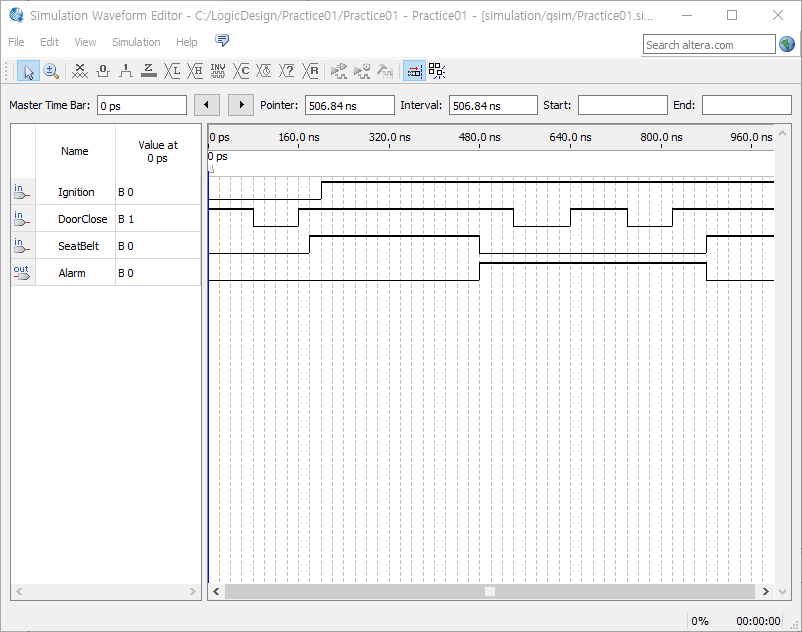 Simulation Waveform Editor - C:/LogicDesign/Practice01/Practice01 - Practice01 - [simulation/qsim/Practice01.si...
File Edit View Simulation Help
Search altera.com
Master Time Bar: 0 ps Pointer: 506.84 ns Interval: 506.84 ns Start: End:
Name Value at 0 ps
0 ps 160.0 ns 320.0 ns 480.0 ns 640.0 ns 800.0 ns 960.0 ns
0 ps
in Ignition B 0
in DoorClose B 1
in SeatBelt B 0
out Alarm B 0
0% 00:00:00